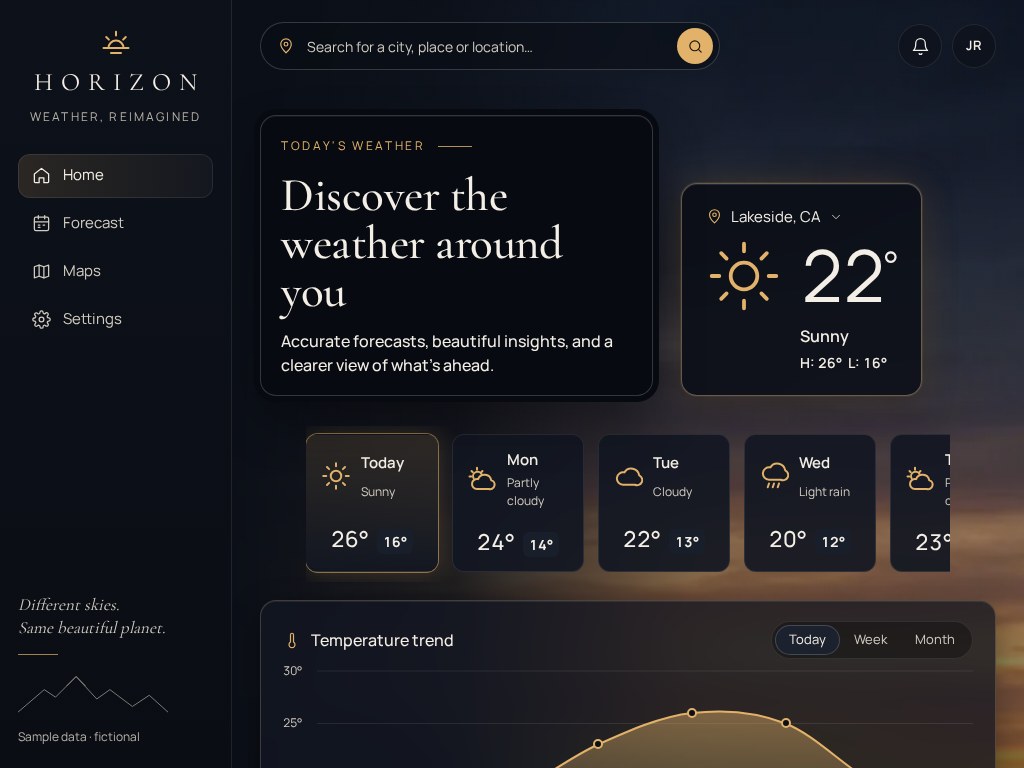 HORIZON
WEATHER, REIMAGINED
Home
Forecast
Maps
Settings
Different skies.
Same beautiful planet.
Sample data · fictional
Search for a city, place or location…
JR
TODAY'S WEATHER
Discover the
weather around
you
Accurate forecasts, beautiful insights, and a
clearer view of what's ahead.
Lakeside, CA
22°
Sunny
H: 26° L: 16°
Today
Sunny
26° 16°
Mon
Partly
cloudy
24° 14°
Tue
Cloudy
22° 13°
Wed
Light rain
20° 12°
23°
Temperature trend
Today Week Month
30°
25°